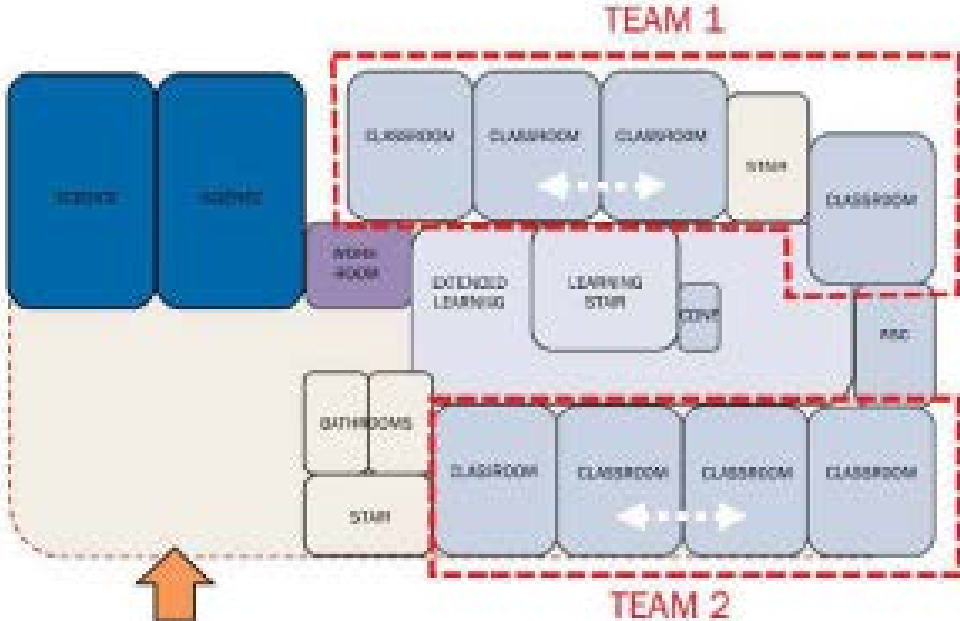 TEAM 1
CLASSROOM
CLASSROOM
CLASSROOM
STAIR
CLASSROOM
SCIENCE
SCIENCE
WORK
ROOM
EXTENDED
LEARNING
LEARNING
STAIR
CONF
BATHROOMS
CLASSROOM
CLASSROOM
CLASSROOM
CLASSROOM
STAIR
TEAM 2